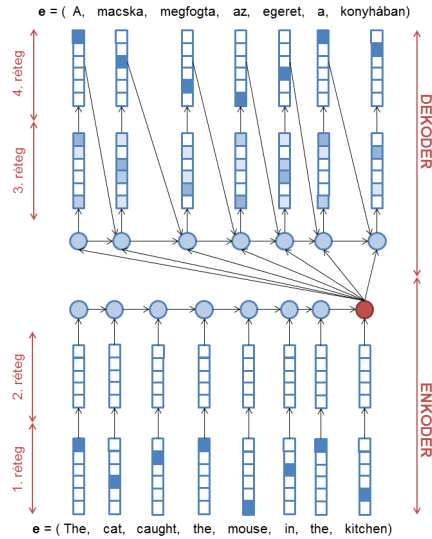 e = ( A, macska, megfogta, az, egeret, a, konyhában)
4. réteg
3. réteg
DEKODER
2. réteg
1. réteg
ENKODER
e = ( The, cat, caught, the, mouse, in, the, kitchen)